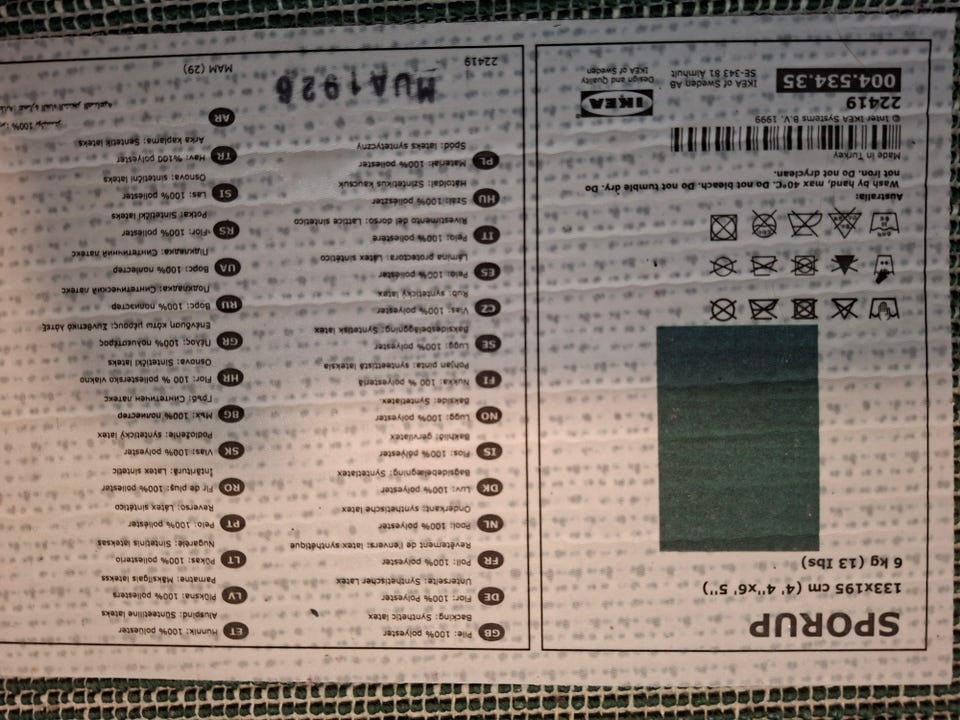 SPORUP
133x195 cm (4' 4"x6' 5")
6 kg (13 lbs)
Australia:
Wash by hand, max 40°C. Do not bleach. Do not tumble dry. Do
not iron. Do not dryclean.
Made in Turkey
© Inter IKEA Systems B.V. 1999
22419
004.534.35
IKEA of Sweden AB
SE-343 81 Älmhult
IKEA
Design and Quality
IKEA of Sweden
GB Pile: 100% polyester
Backing: Synthetic latex
DE Flor: 100% Polyester
Unterseite: Synthetischer Latex
FR Poil: 100% polyester
Revêtement de l'envers: latex synthétique
NL Pool: 100% polyester
Onderkant: synthetische latex
DK Luv: 100% polyester
Bagsidebelægning: Syntetlatex
IS Flos: 100% pólýester
Bakhlið: gervilatex
NO Lugg: 100% polyester
Bakside: Syntetlatex
FI Nukka: 100 % polyesteriä
Pohjan pinta: synteettistä lateksia
SE Lugg: 100% polyester
Baksidesbeläggning: Syntetisk latex
CZ Vlas: 100% polyester
Rub: syntetický latex
ES Pelo: 100% poliéster
Lámina protectora: Látex sintético
IT Pelo: 100% poliestere
Rivestimento del dorso: Lattice sintetico
HU Szál: 100% poliészter
Hátoldal: Szintetikus kaucsuk
PL Materiał: 100% poliester
Spód: lateks syntetyczny
22419
MUA1926
ET Hunnik: 100% polüester
Aluspind: Sünteetiline lateks
LV Plūksna: 100% poliesters
Pamatne: Mākslīgais latekss
LT Pūkas: 100% poliesterio
Nugarėlė: Sintetinis lateksas
PT Pelo: 100% poliéster
Reverso: Látex sintético
RO Fir de pluş: 100% poliester
Întăritură: Latex sintetic
SK Vlas: 100% polyester
Podloženie: syntetický latex
BG Мъх: 100% полиестер
Гръб: Синтетичен латекс
HR Flor: 100 % poliestersko vlakno
Osnova: Sintetički lateks
GR Πέλος: 100% πολυεστέρας
Επένδυση κάτω μέρους: Συνθετικό λάτεξ
RU Ворс: 100% полиэстер
Подкладка: Синтетический латекс
UA Ворс: 100% поліестер
Підкладка: Синтетичний латекс
RS Flor: 100% poliester
Potka: Sintetički lateks
SI Las: 100% poliester
Osnova: sintetični lateks
TR Hav: %100 polyester
Arka kaplama: Sentetik lateks
AR
MAM (29)